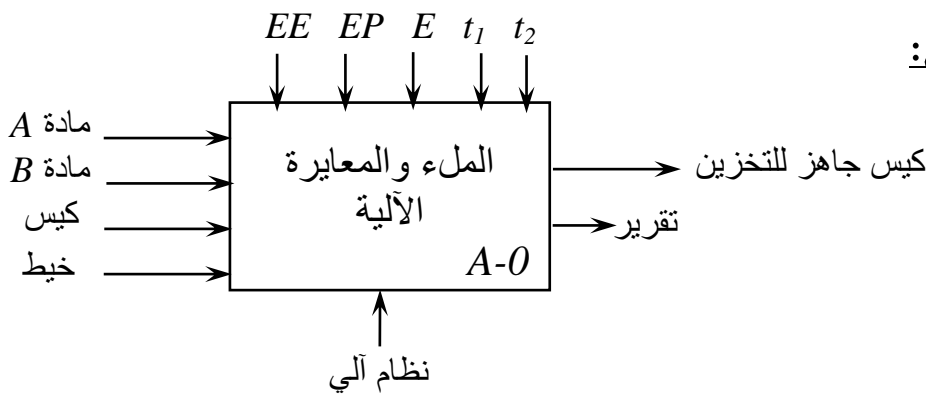 EE EP E t1 t2
:
مادة A
مادة B
كيس
خيط
الملء والمعايرة
الآلية
A-0
كيس جاهز للتخزين
تقرير
نظام آلي